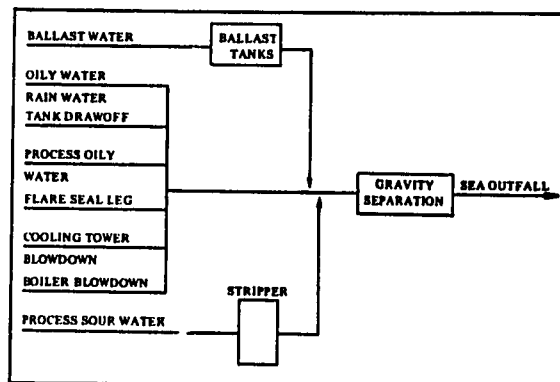 BALLAST WATER
BALLAST
TANKS
OILY WATER
RAIN WATER
TANK DRAWOFF
PROCESS OILY
WATER
FLARE SEAL LEG
GRAVITY
SEPARATION
SEA OUTFALL
COOLING TOWER
BLOWDOWN
BOILER BLOWDOWN
STRIPPER
PROCESS SOUR WATER